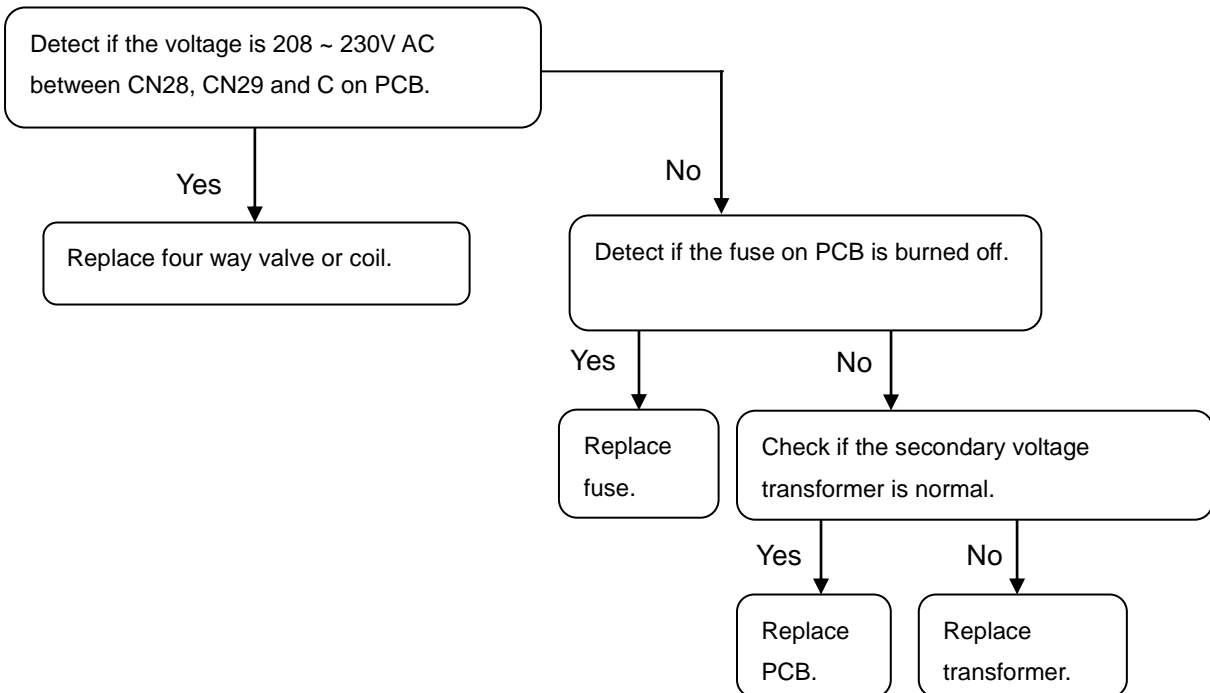 Detect if the voltage is 208 ~ 230V AC
between CN28, CN29 and C on PCB.
Yes
No
Replace four way valve or coil.
Detect if the fuse on PCB is burned off.
Yes
No
Replace
fuse.
Check if the secondary voltage
transformer is normal.
Yes
No
Replace
PCB.
Replace
transformer.